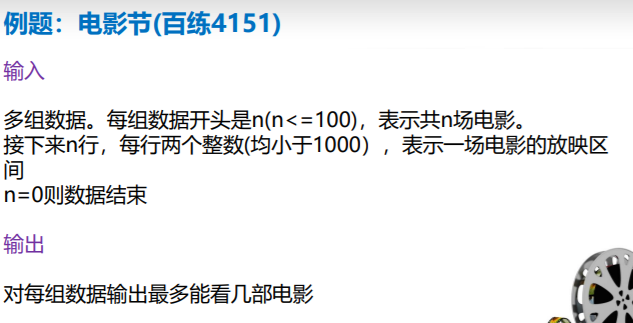 例题：电影节(百练4151)
输入
多组数据。每组数据开头是n(n<=100)，表示共n场电影。
接下来n行，每行两个整数(均小于1000），表示一场电影的放映区
间
n=0则数据结束
输出
对每组数据输出最多能看几部电影